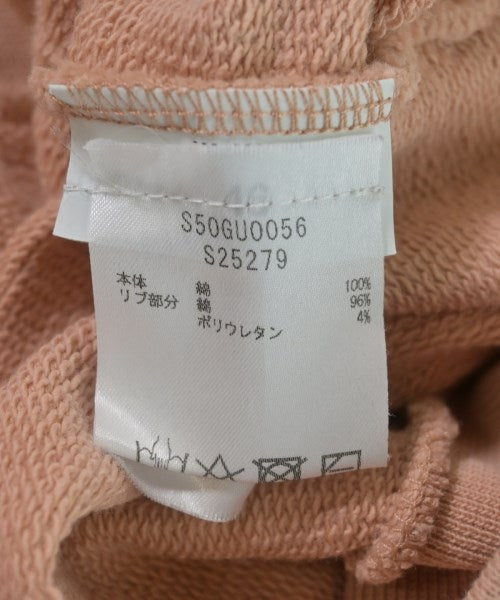 S50GU0056
S25279
本体 綿 100%
リブ部分 綿 96%
ポリウレタン 4%